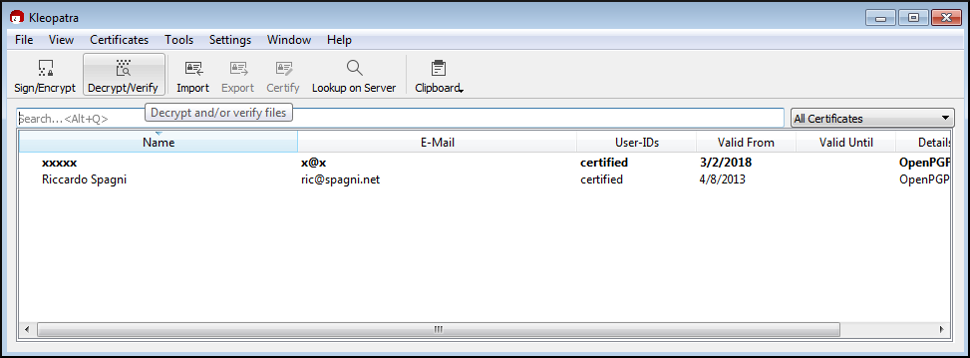 Kleopatra
File View Certificates Tools Settings Window Help
Sign/Encrypt Decrypt/Verify Import Export Certify Lookup on Server Clipboard
Decrypt and/or verify files
Search...<Alt+Q> All Certificates
Name E-Mail User-IDs Valid From Valid Until Details
xxxxx x@x certified 3/2/2018 OpenPGP
Riccardo Spagni ric@spagni.net certified 4/8/2013 OpenPGP